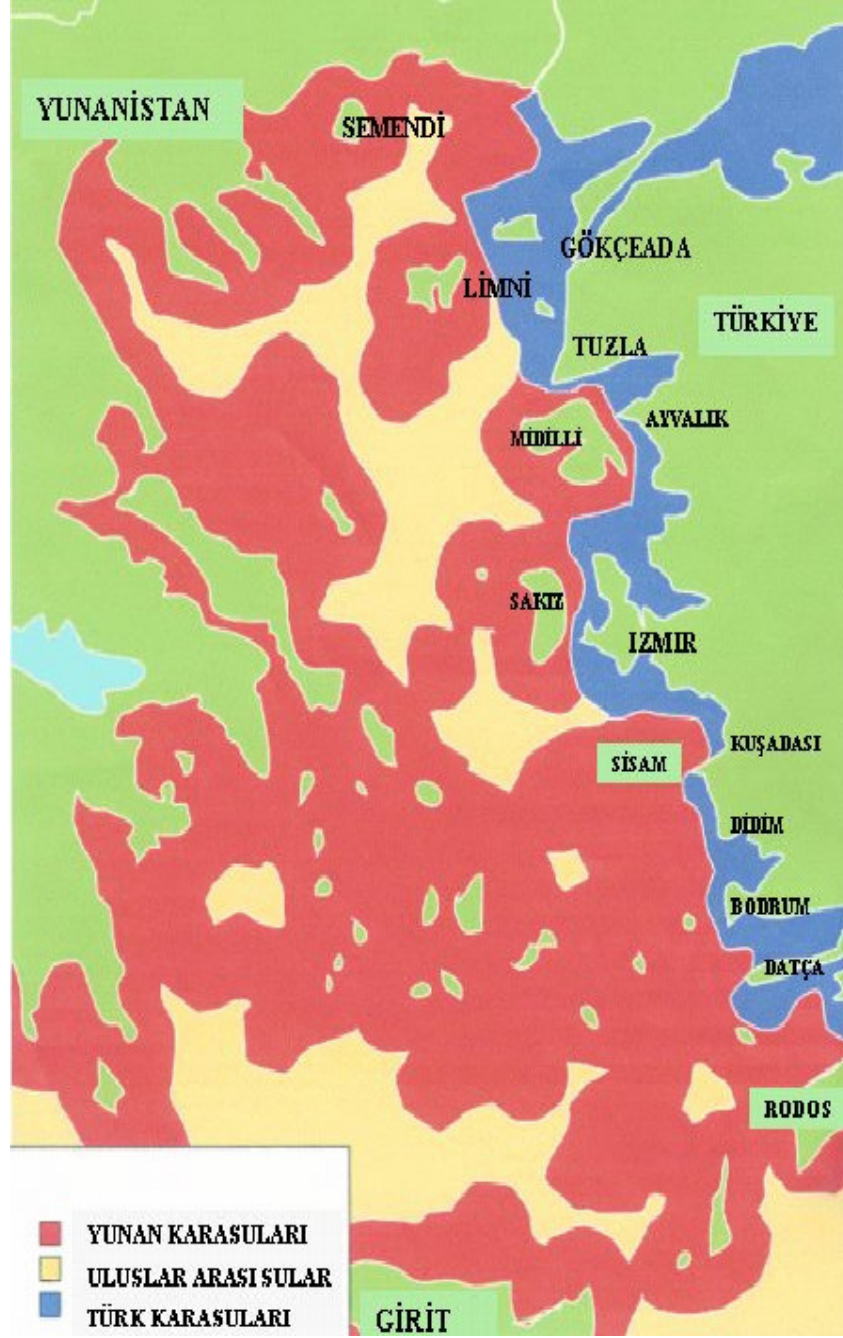 YUNANİSTAN
SEMENDİ
GÖKÇEADA
LİMNİ
TÜRKİYE
TUZLA
AYVALIK
MİDİLLİ
SAKIZ
IZMIR
KUŞADASI
SİSAM
DİDİM
BODRUM
DATÇA
RODOS
YUNAN KARASULARI
ULUSLAR ARASI SULAR
TÜRK KARASULARI
GİRİT